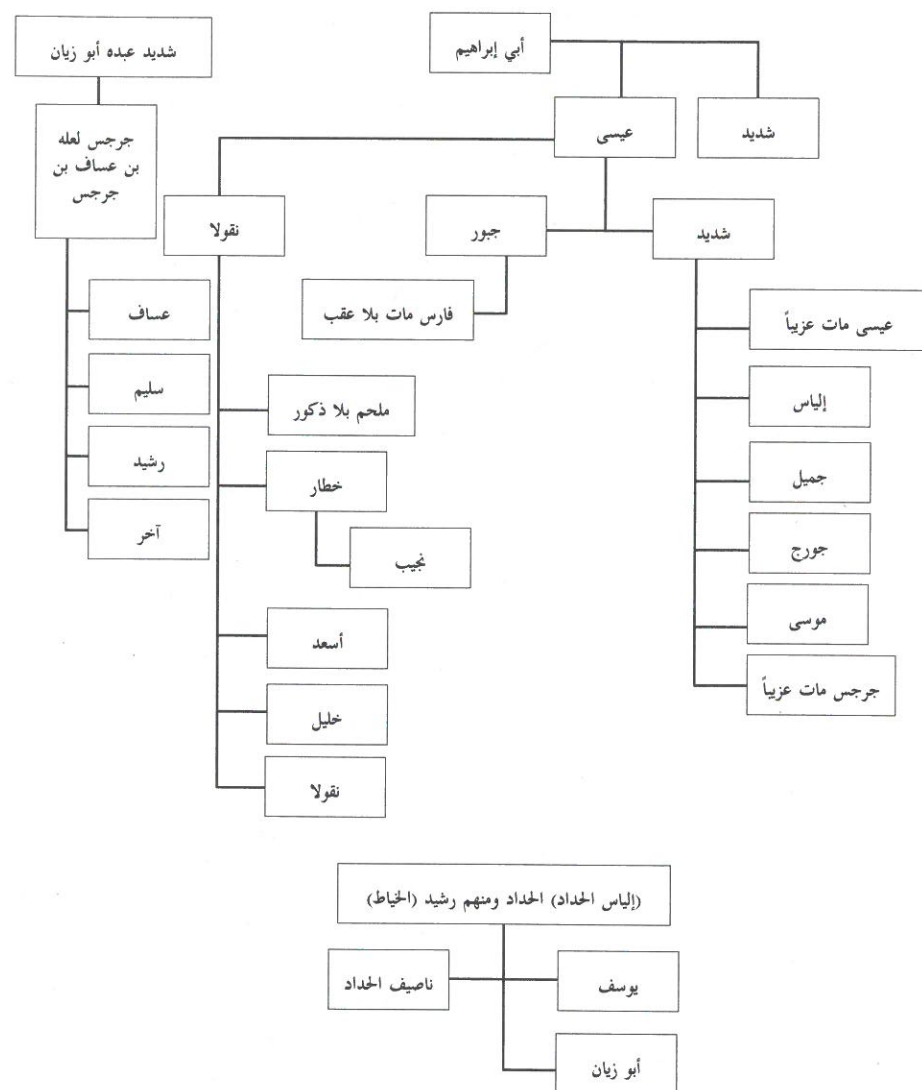 أبي إبراهيم
شديد
عيسى
شديد
عيسى مات عزيباً
إلياس
جميل
جورج
موسى
جرجس مات عزيباً
جبور
فارس مات بلا عقب
نقولا
ملحم بلا ذكور
خطار
نجيب
أسعد
خليل
نقولا
شديد عبده أبو زيان
جرجس لعله
بن عساف بن
جرجس
عساف
سليم
رشيد
آخر
(إلياس الحداد) الحداد ومنهم رشيد (الخياط)
يوسف
ناصيف الحداد
أبو زيان